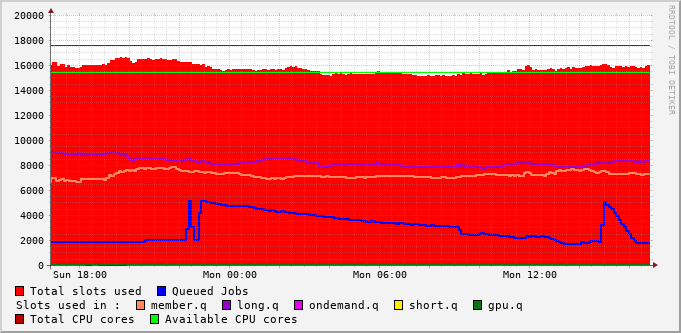 20000
18000
16000
14000
12000
10000
8000
6000
4000
2000
0
Sun 18:00 Mon 00:00 Mon 06:00 Mon 12:00
RRDTOOL / TOBI OETIKER
Total slots used Queued Jobs
Slots used in : member.q long.q ondemand.q short.q gpu.q
Total CPU cores Available CPU cores